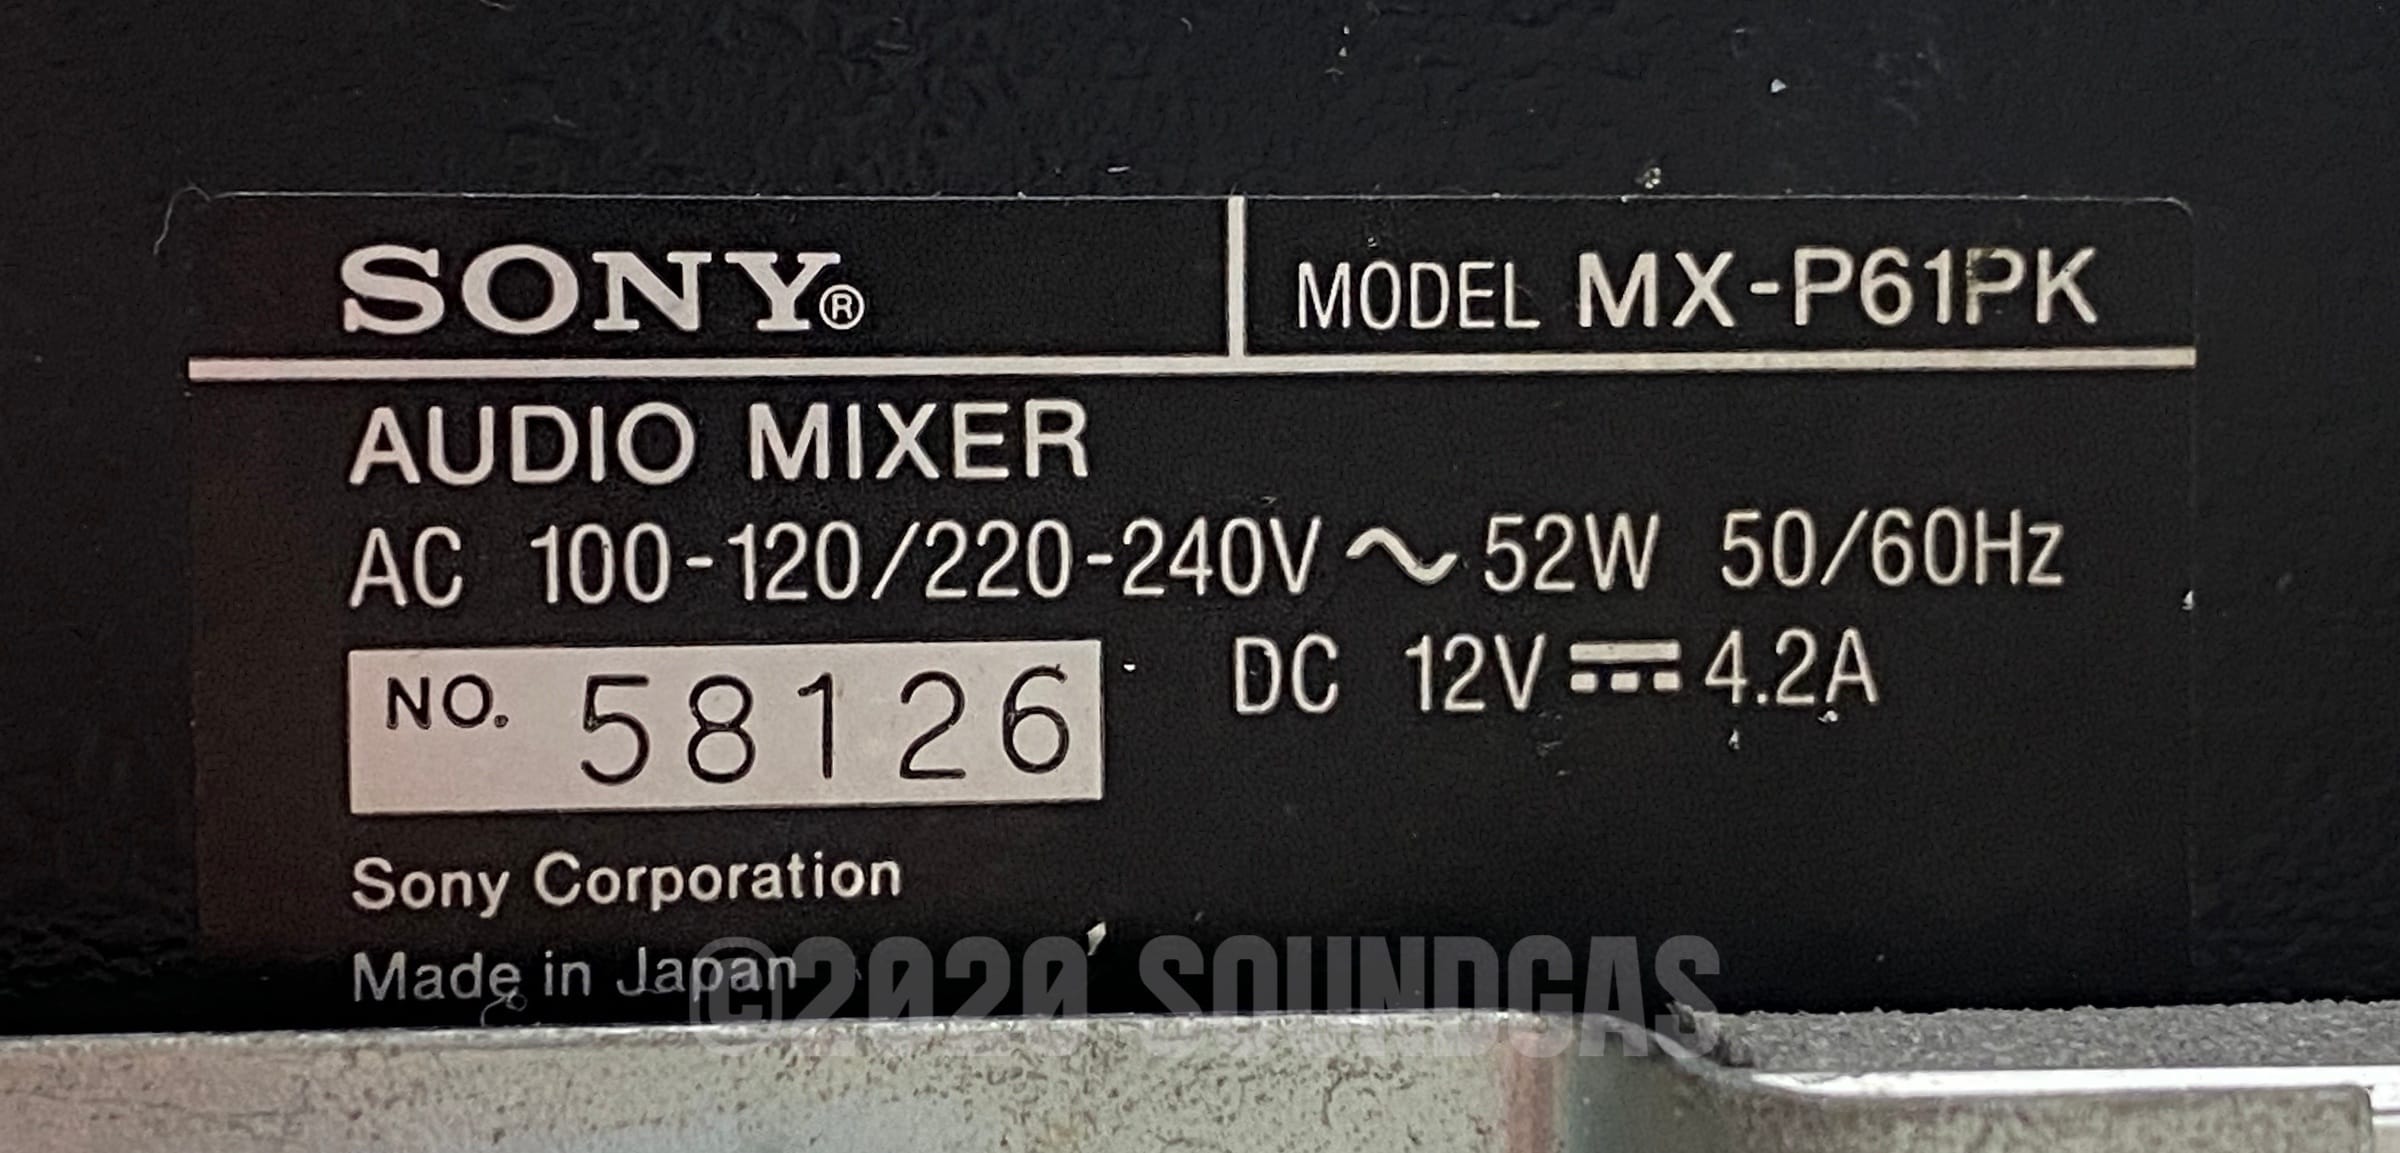 SONY® MODEL MX-P61PK
AUDIO MIXER
AC 100-120/220-240V ~ 52W 50/60Hz
NO. 58126 DC 12V ⎓ 4.2A
Sony Corporation
Made in Japan
©2020 SOUNDGAS